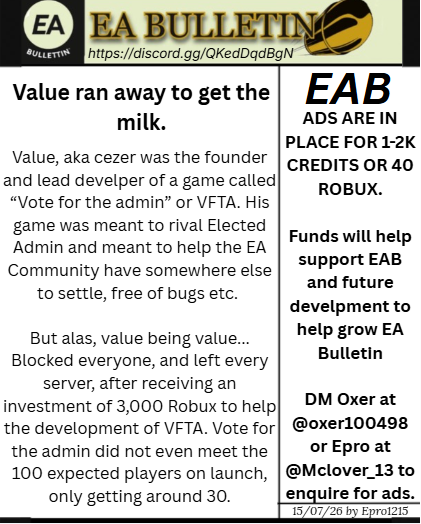 EA
BULLETTIN
EA BULLETIN
https://discord.gg/QKedDqdBgN
Value ran away to get the
milk.
Value, aka cezer was the founder
and lead develper of a game called
“Vote for the admin” or VFTA. His
game was meant to rival Elected
Admin and meant to help the EA
Community have somewhere else
to settle, free of bugs etc.
But alas, value being value...
Blocked everyone, and left every
server, after receiving an
investment of 3,000 Robux to help
the development of VFTA. Vote for
the admin did not even meet the
100 expected players on launch,
only getting around 30.
EAB
ADS ARE IN
PLACE FOR 1-2K
CREDITS OR 40
ROBUX.
Funds will help
support EAB
and future
develpment to
help grow EA
Bulletin
DM Oxer at
@oxer100498
or Epro at
@Mclover_13 to
enquire for ads.
15/07/26 by Epro1215